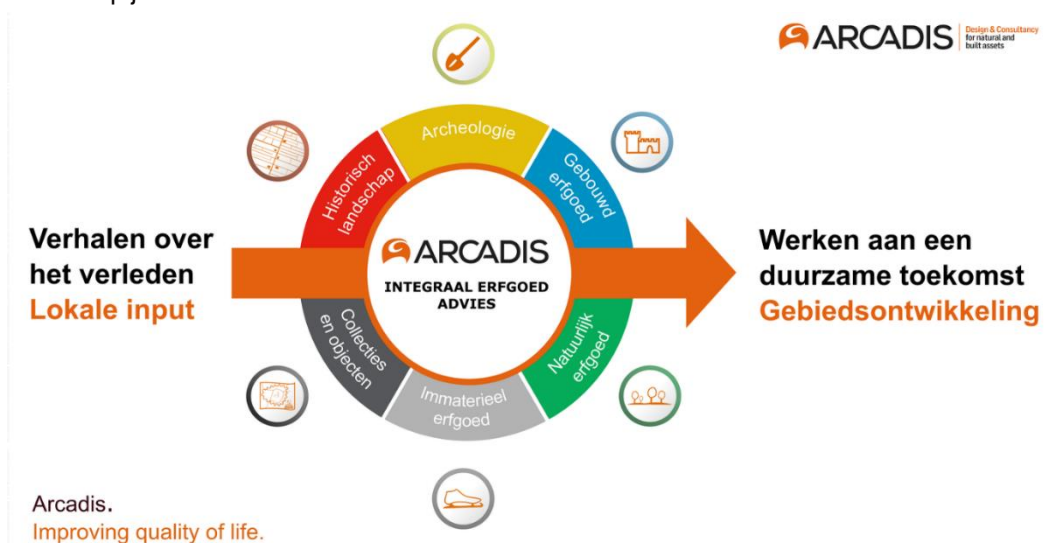 ARCADIS
Design & Consultancy
for natural and
built assets
Archeologie
Historisch
landschap
Gebouwd
erfgoed
Verhalen over
het verleden
Lokale input
ARCADIS
INTEGRAAL ERFGOED
ADVIES
Werken aan een
duurzame toekomst
Gebiedsontwikkeling
Collecties
en objecten
Natuurlijk
erfgoed
Immaterieel
erfgoed
Arcadis.
Improving quality of life.